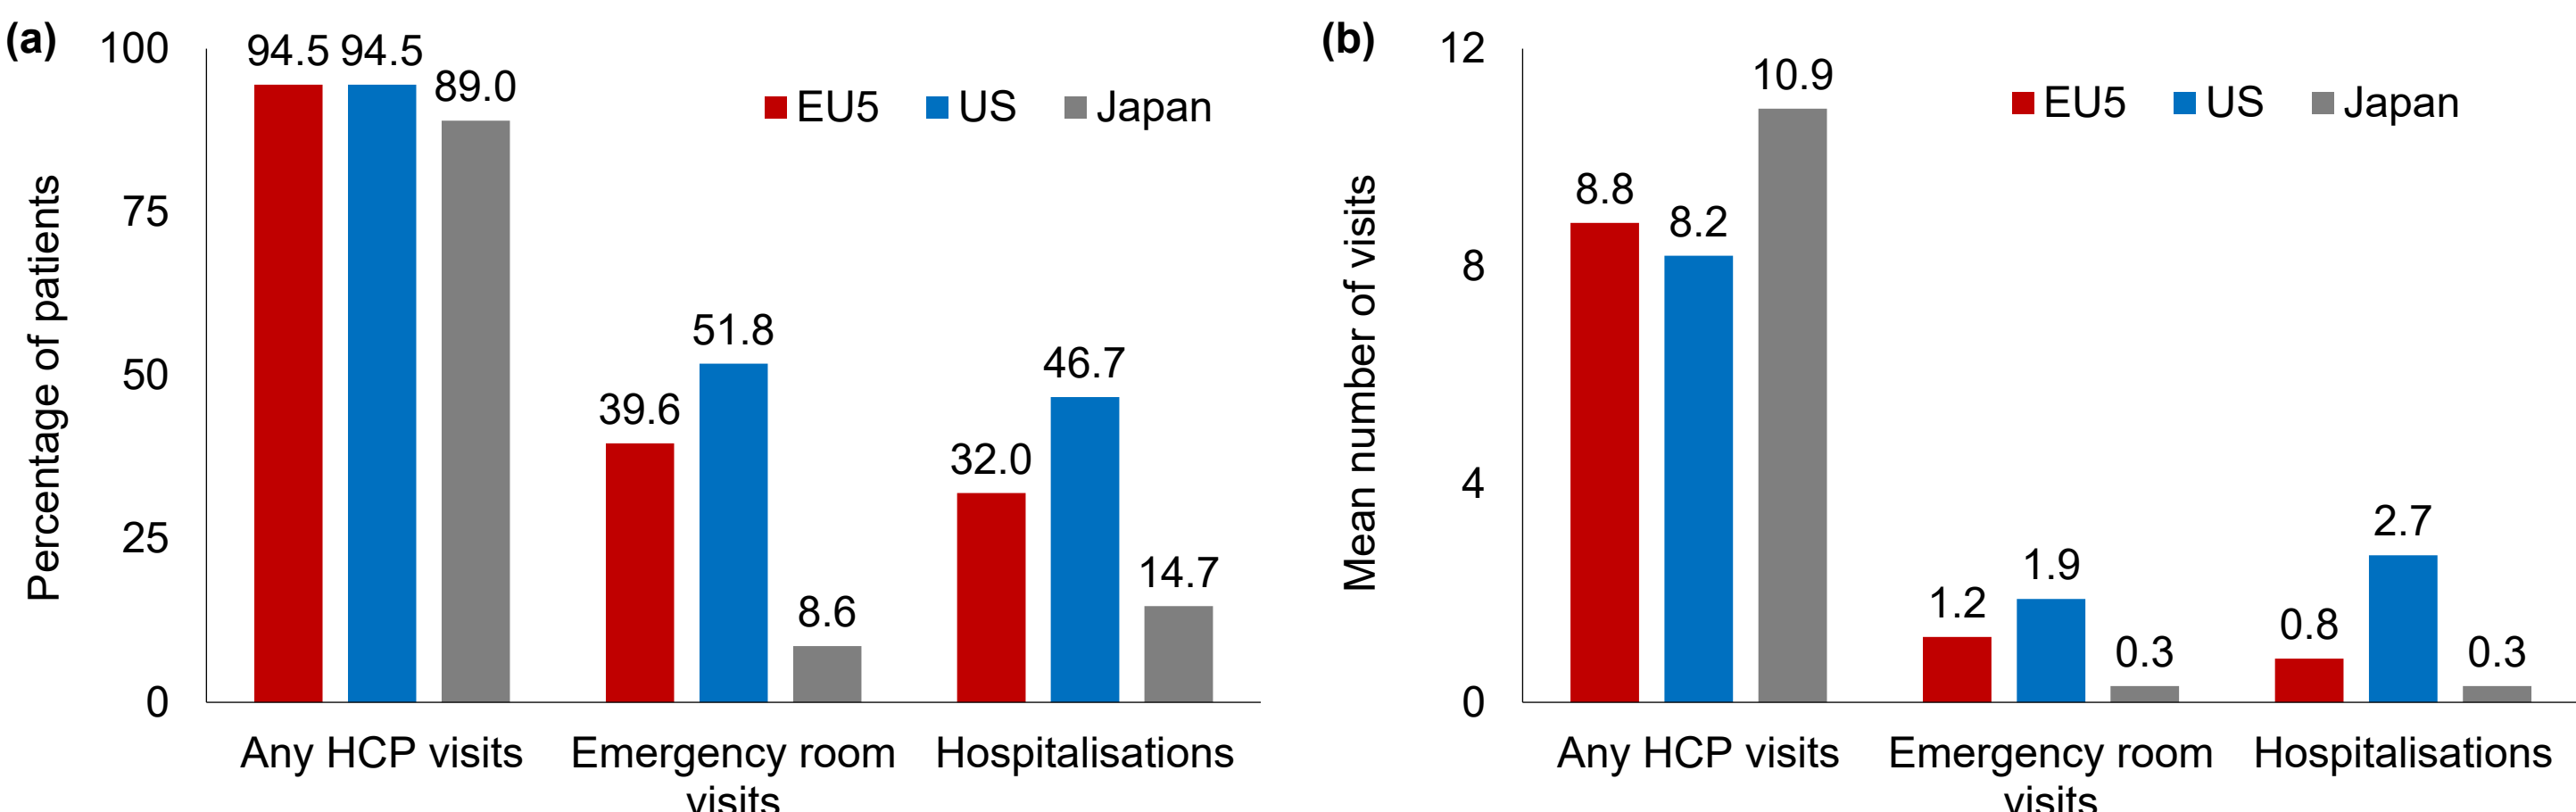 (a)
100
75
50
25
0
Percentage of patients
94.5 94.5 89.0
39.6 51.8 8.6
32.0 46.7 14.7
EU5 US Japan
Any HCP visits
Emergency room
visits
Hospitalisations
(b)
12
8
4
0
Mean number of visits
8.8 8.2 10.9
1.2 1.9 0.3
0.8 2.7 0.3
EU5 US Japan
Any HCP visits
Emergency room
visits
Hospitalisations